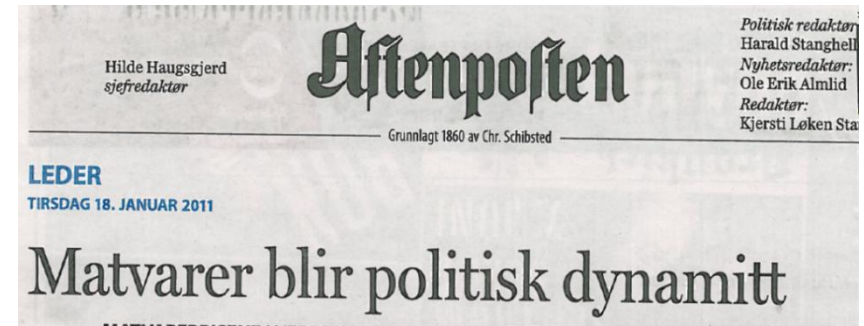 Hilde Haugsgjerd
sjefredaktør
Aftenposten
Grunnlagt 1860 av Chr. Schibsted
Politisk redaktør
Harald Stanghell
Nyhetsredaktør:
Ole Erik Almlid
Redaktør:
Kjersti Løken Sta
LEDER
TIRSDAG 18. JANUAR 2011
Matvarer blir politisk dynamitt